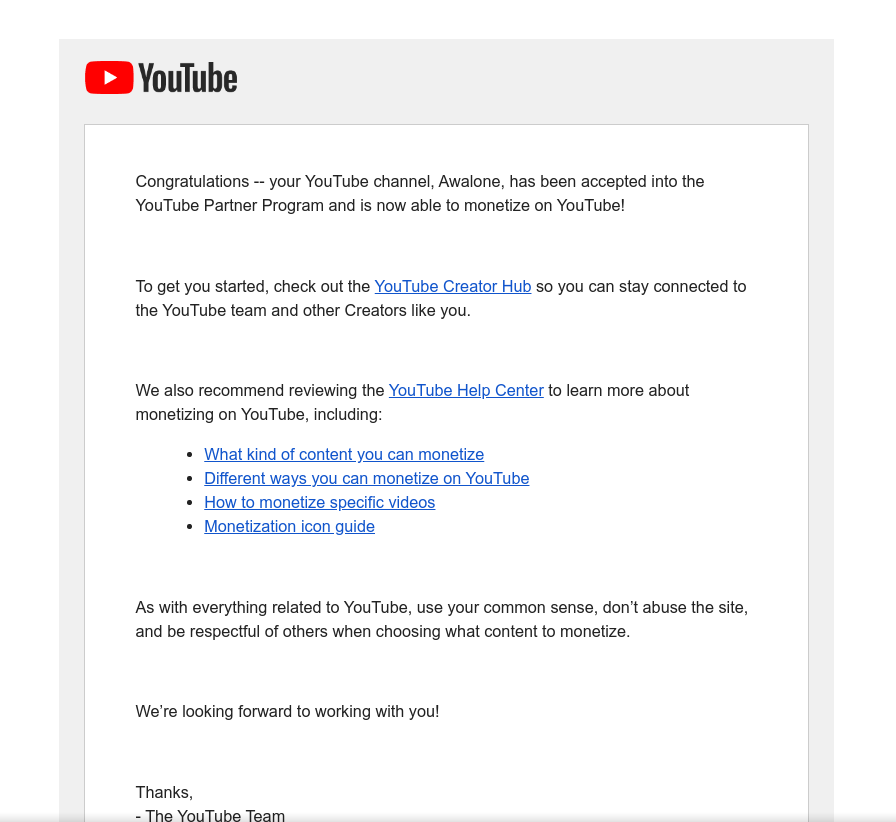 YouTube
Congratulations -- your YouTube channel, Awalone, has been accepted into the
YouTube Partner Program and is now able to monetize on YouTube!
To get you started, check out the YouTube Creator Hub so you can stay connected to
the YouTube team and other Creators like you.
We also recommend reviewing the YouTube Help Center to learn more about
monetizing on YouTube, including:
• What kind of content you can monetize
• Different ways you can monetize on YouTube
• How to monetize specific videos
• Monetization icon guide
As with everything related to YouTube, use your common sense, don’t abuse the site,
and be respectful of others when choosing what content to monetize.
We’re looking forward to working with you!
Thanks,
- The YouTube Team